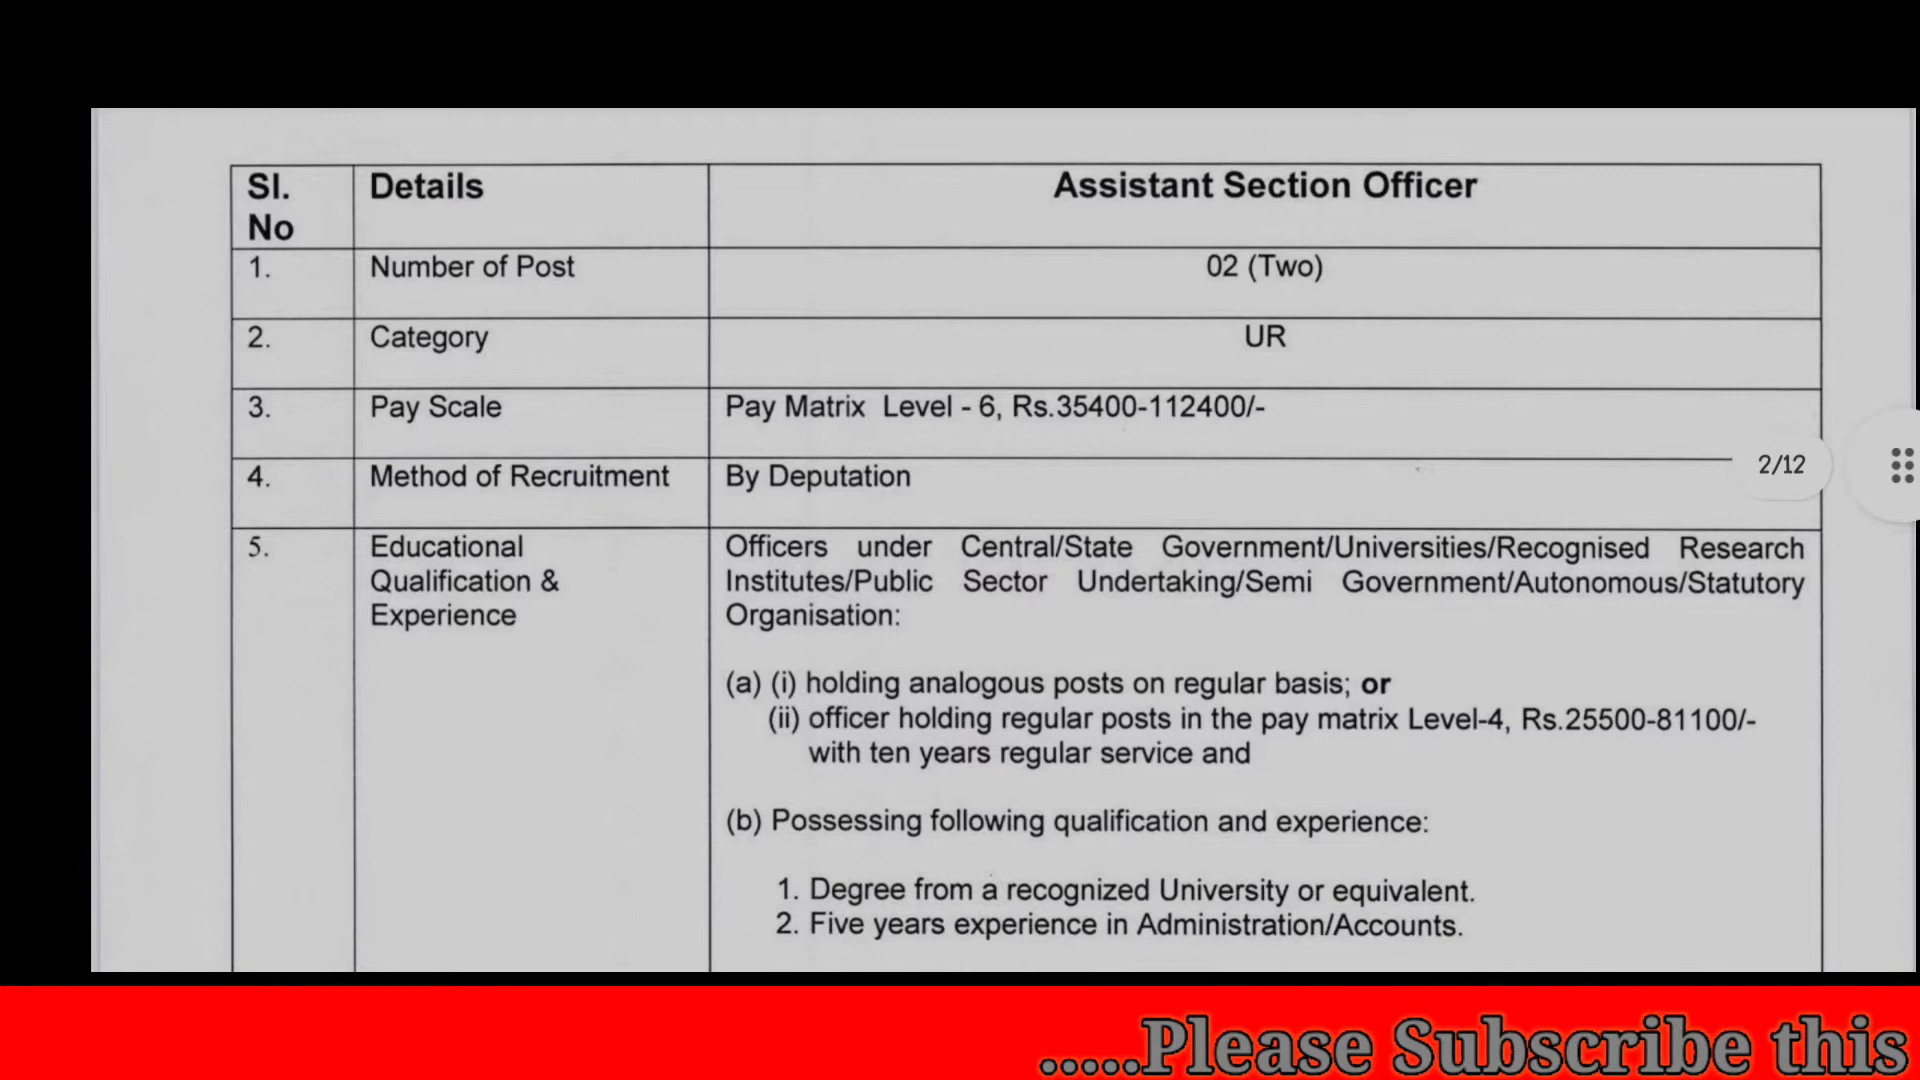 Sl. No Details Assistant Section Officer
1. Number of Post 02 (Two)
2. Category UR
3. Pay Scale Pay Matrix Level - 6, Rs.35400-112400/-
2/12
4. Method of Recruitment By Deputation
5. Educational Qualification & Experience
Officers under Central/State Government/Universities/Recognised Research
Institutes/Public Sector Undertaking/Semi Government/Autonomous/Statutory
Organisation:
(a) (i) holding analogous posts on regular basis; or
(ii) officer holding regular posts in the pay matrix Level-4, Rs.25500-81100/-
with ten years regular service and
(b) Possessing following qualification and experience:
1. Degree from a recognized University or equivalent.
2. Five years experience in Administration/Accounts.
.....Please Subscribe this